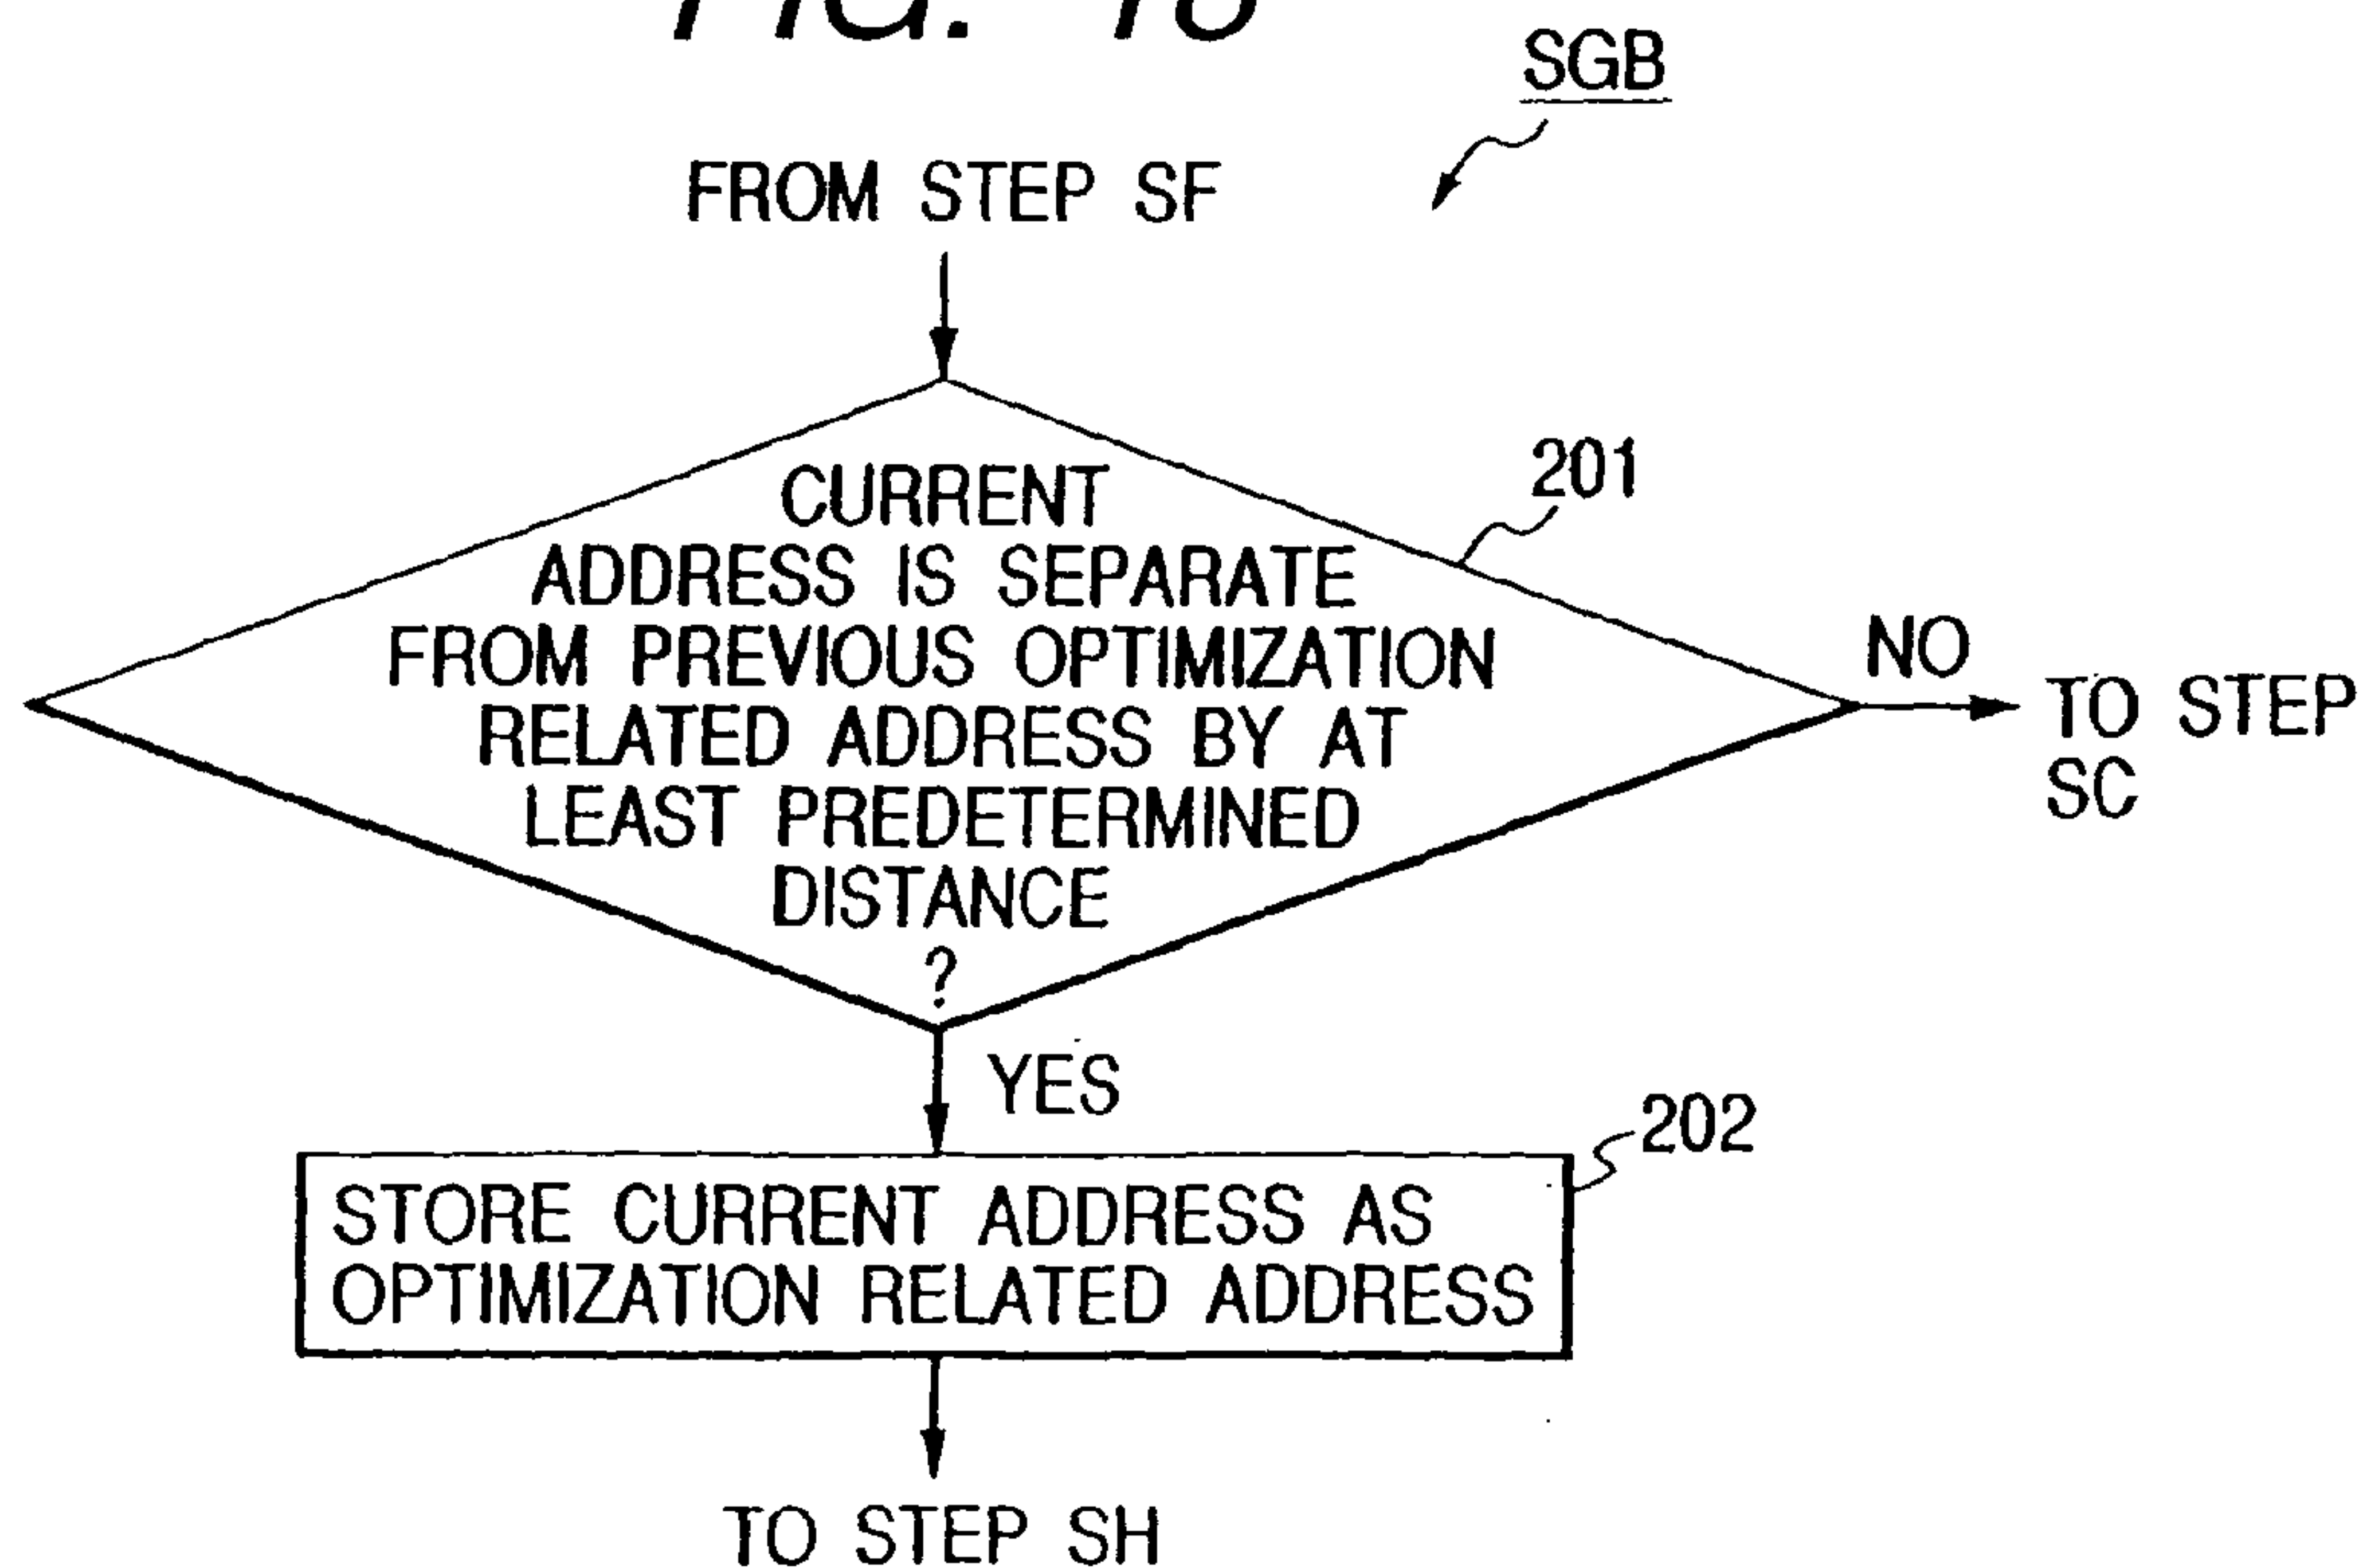 FIG.
SGB
FROM STEP SF
201
CURRENT
ADDRESS IS SEPARATE
FROM PREVIOUS OPTIMIZATION
RELATED ADDRESS BY AT
LEAST PREDETERMINED
DISTANCE
?
NO
TO STEP
SC
YES
202
STORE CURRENT ADDRESS AS
OPTIMIZATION RELATED ADDRESS
TO STEP SH